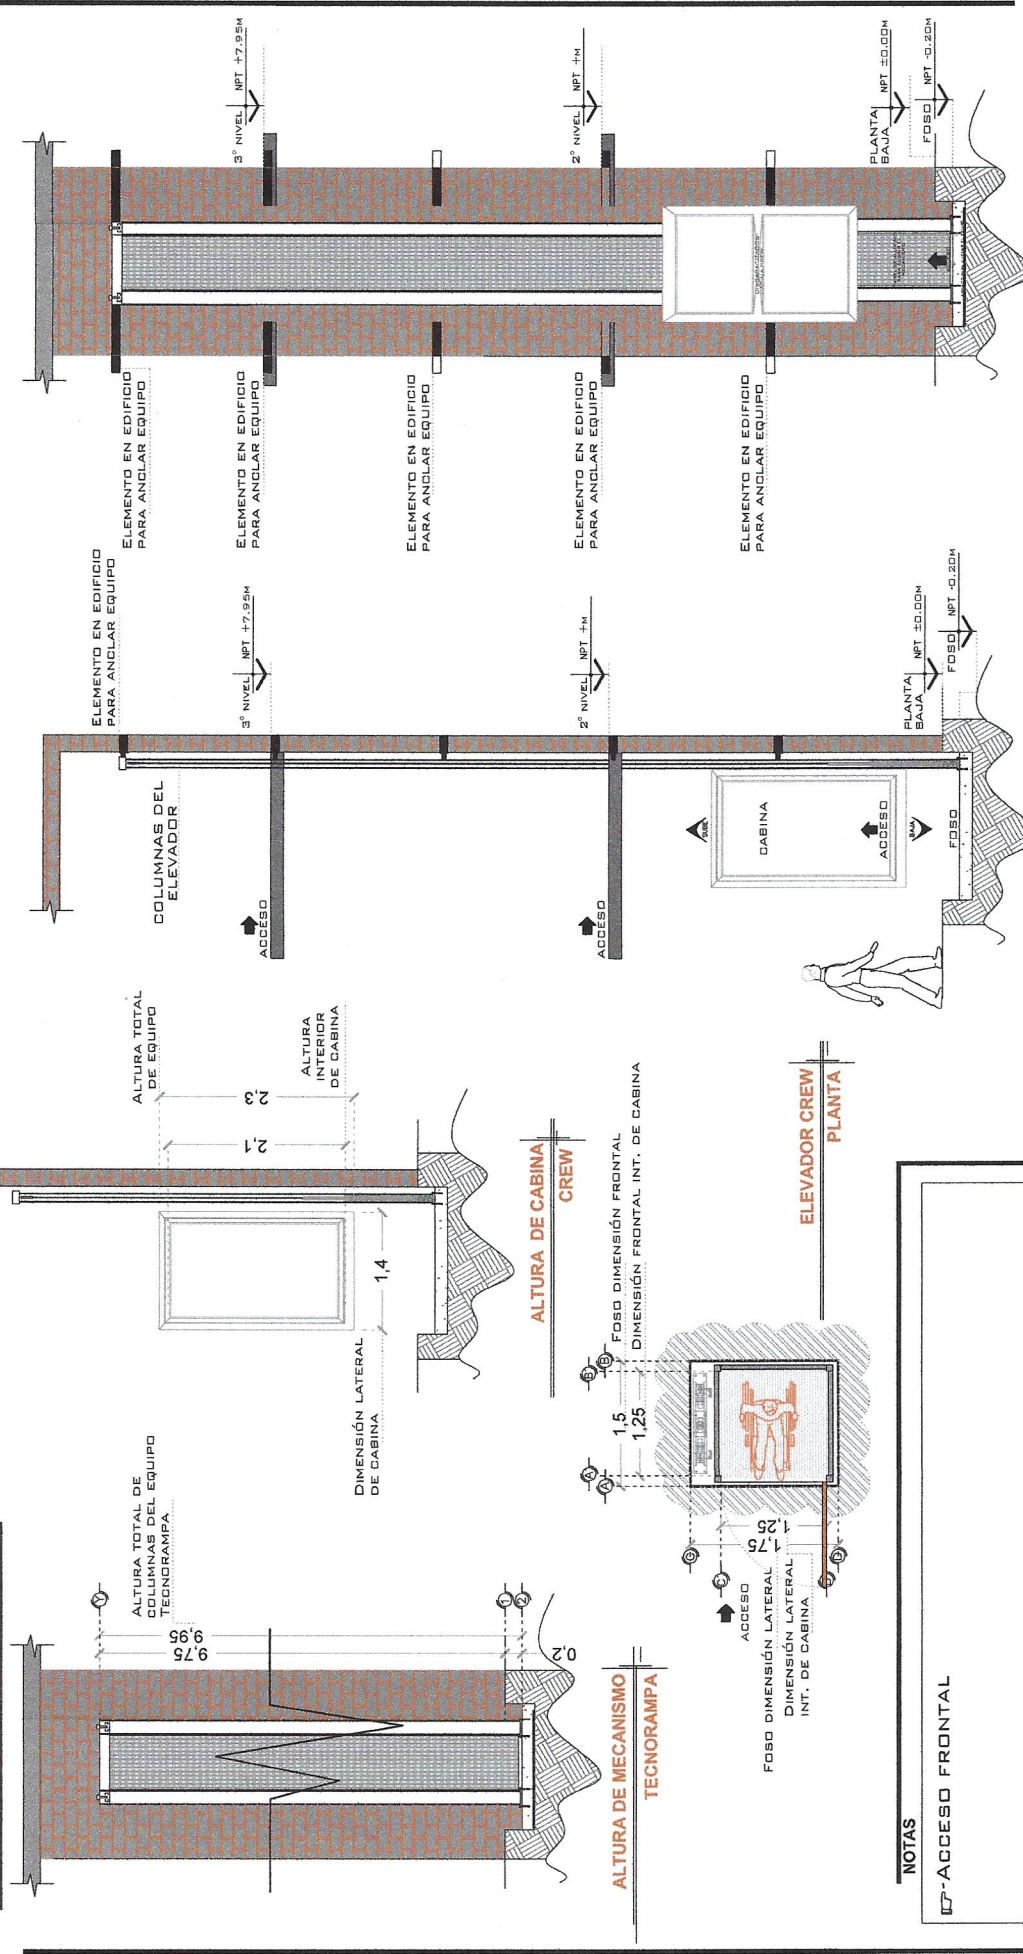 ALTURA TOTAL DE
COLUMNAS DEL EQUIPO
TECNORAMPA
Y
9,95
9,75
1
2
0,2
ALTURA DE MECANISMO
TECNORAMPA
ALTURA TOTAL
DE EQUIPO
ALTURA
INTERIOR
DE CABINA
2,3
2,1
1,4
DIMENSIÓN LATERAL
DE CABINA
ALTURA DE CABINA
CREW
FOSO DIMENSIÓN FRONTAL
DIMENSIÓN FRONTAL INT. DE CABINA
1,5
1,25
A
A
B
B
C
C
D
1,75
1,25
ACCESO
FOSO DIMENSIÓN LATERAL
DIMENSIÓN LATERAL
INT. DE CABINA
ELEVADOR CREW
PLANTA
ELEMENTO EN EDIFICIO
PARA ANCLAR EQUIPO
COLUMNAS DEL
ELEVADOR
3° NIVEL NPT +7.95M
ACCESO
2° NIVEL NPT +M
ACCESO
SUBE
CABINA
ACCESO
BAJA
FOSO
PLANTA
BAJA
NPT ±0.00M
FOSO NPT -0.20M
ELEMENTO EN EDIFICIO
PARA ANCLAR EQUIPO
ELEMENTO EN EDIFICIO
PARA ANCLAR EQUIPO
ELEMENTO EN EDIFICIO
PARA ANCLAR EQUIPO
ELEMENTO EN EDIFICIO
PARA ANCLAR EQUIPO
ELEMENTO EN EDIFICIO
PARA ANCLAR EQUIPO
3° NIVEL NPT +7.95M
2° NIVEL NPT +M
PLANTA
BAJA
NPT ±0.00M
FOSO NPT -0.20M
NOTAS
-ACCESO FRONTAL